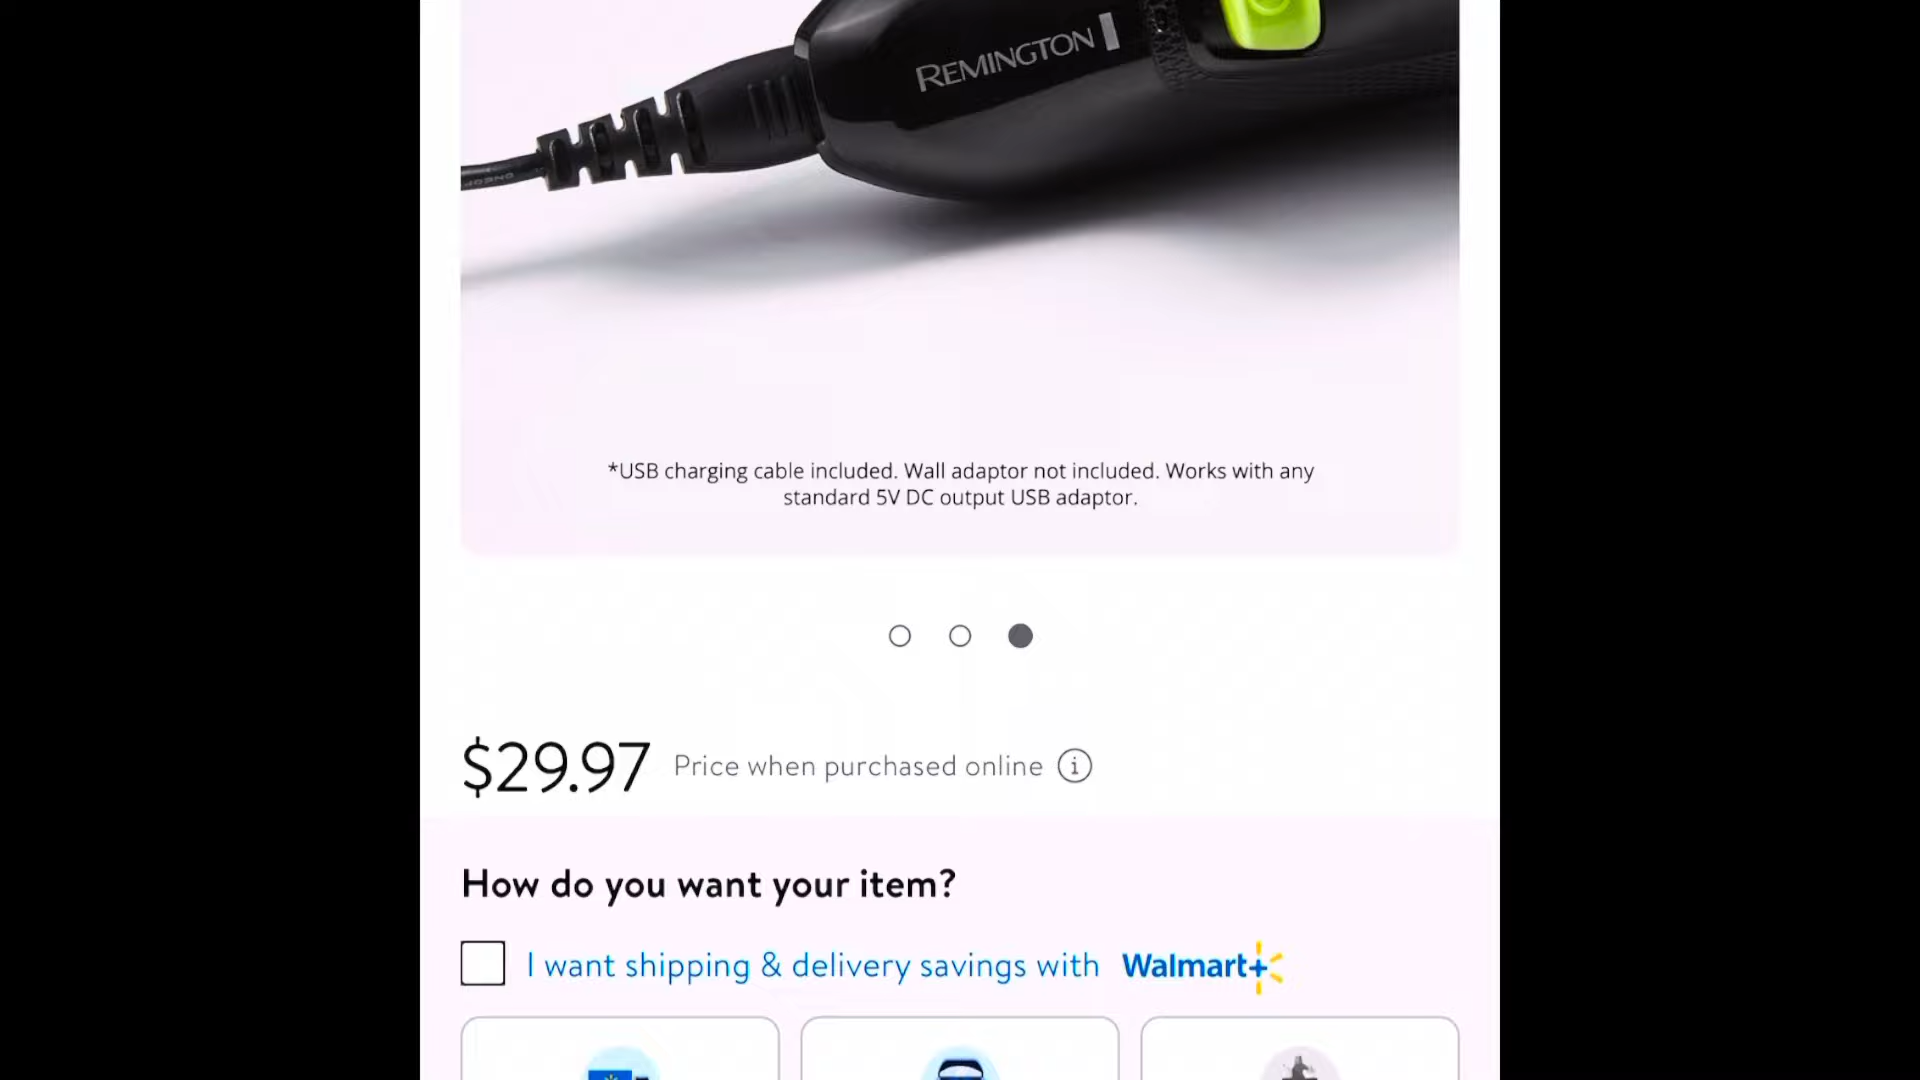 REMINGTON
*USB charging cable included. Wall adaptor not included. Works with any
standard 5V DC output USB adaptor.
$29.97 Price when purchased online
How do you want your item?
I want shipping & delivery savings with Walmart+